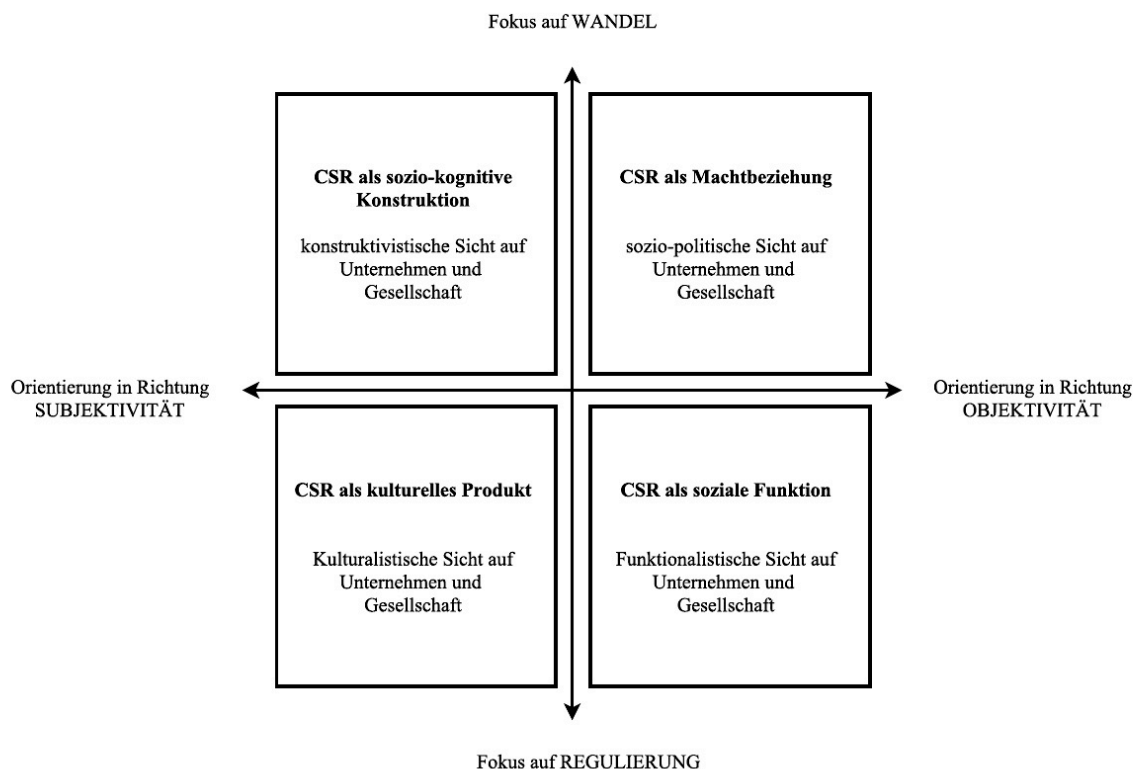 Fokus auf WANDEL
CSR als sozio-kognitive
Konstruktion
konstruktivistische Sicht auf
Unternehmen und
Gesellschaft
CSR als Machtbeziehung
sozio-politische Sicht auf
Unternehmen und
Gesellschaft
Orientierung in Richtung
SUBJEKTIVITÄT
Orientierung in Richtung
OBJEKTIVITÄT
CSR als kulturelles Produkt
Kulturalistische Sicht auf
Unternehmen und
Gesellschaft
CSR als soziale Funktion
Funktionalistische Sicht auf
Unternehmen und
Gesellschaft
Fokus auf REGULIERUNG